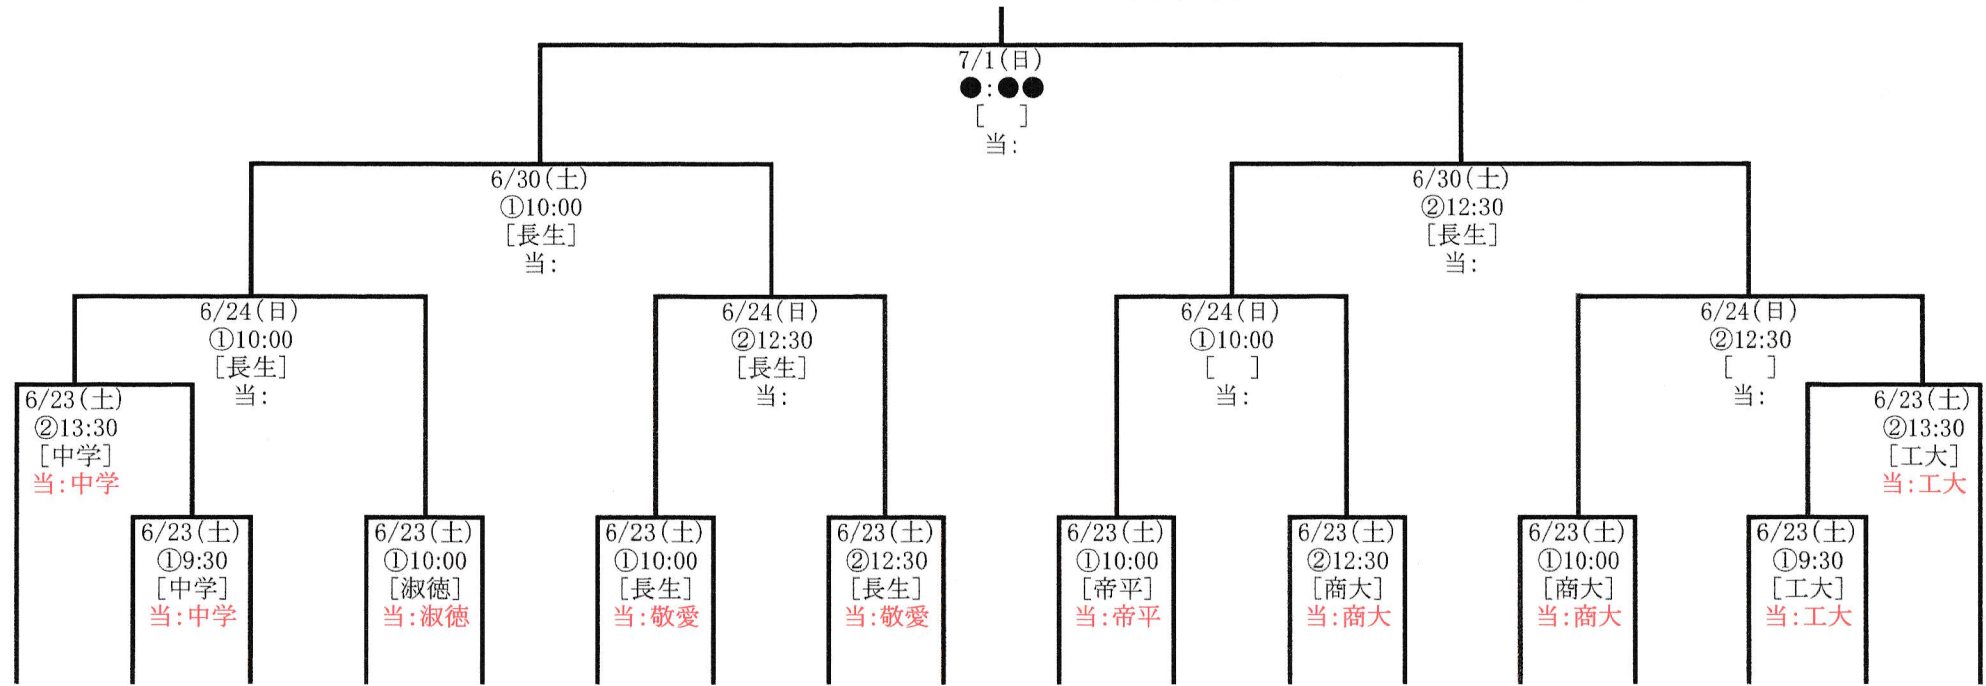 7/1(日)
●:●●
[ ]
当:
6/30(土)
①10:00
[長生]
当:
6/30(土)
②12:30
[長生]
当:
6/24(日)
①10:00
[長生]
当:
6/24(日)
②12:30
[長生]
当:
6/24(日)
①10:00
[ ]
当:
6/24(日)
②12:30
[ ]
当:
6/23(土)
②13:30
[中学]
当:中学
6/23(土)
②13:30
[工大]
当:工大
6/23(土)
①9:30
[中学]
当:中学
6/23(土)
①10:00
[淑徳]
当:淑徳
6/23(土)
①10:00
[長生]
当:敬愛
6/23(土)
②12:30
[長生]
当:敬愛
6/23(土)
①10:00
[帝平]
当:帝平
6/23(土)
②12:30
[商大]
当:商大
6/23(土)
①10:00
[商大]
当:商大
6/23(土)
①9:30
[工大]
当:工大